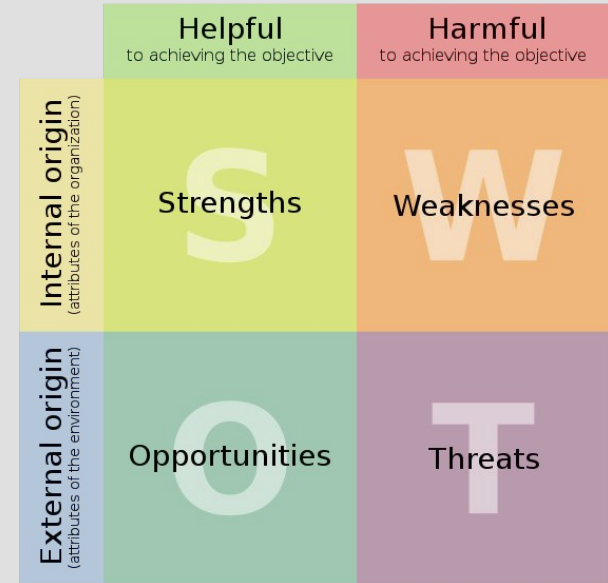 Helpful
to achieving the objective
Harmful
to achieving the objective
Internal origin
(attributes of the organization)
S
Strengths
W
Weaknesses
External origin
(attributes of the environment)
O
Opportunities
T
Threats